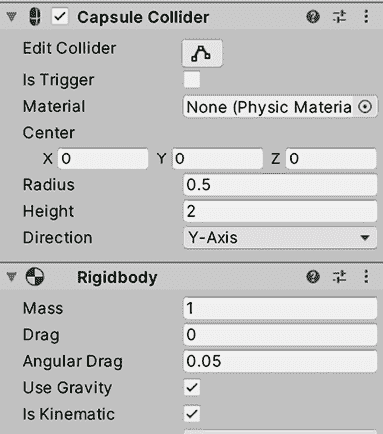 Capsule Collider
Edit Collider
Is Trigger
Material None (Physic Materia
Center
X 0 Y 0 Z 0
Radius 0.5
Height 2
Direction Y-Axis
Rigidbody
Mass 1
Drag 0
Angular Drag 0.05
Use Gravity
Is Kinematic